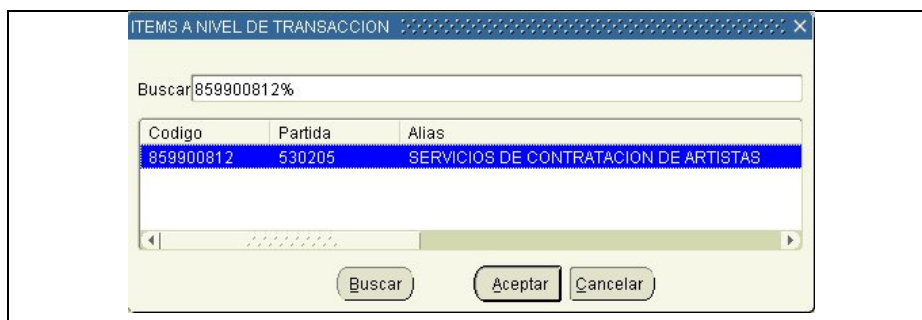 ITEMS A NIVEL DE TRANSACCION
Buscar 859900812%
Codigo Partida Alias
859900812 530205 SERVICIOS DE CONTRATACION DE ARTISTAS
Buscar Aceptar Cancelar